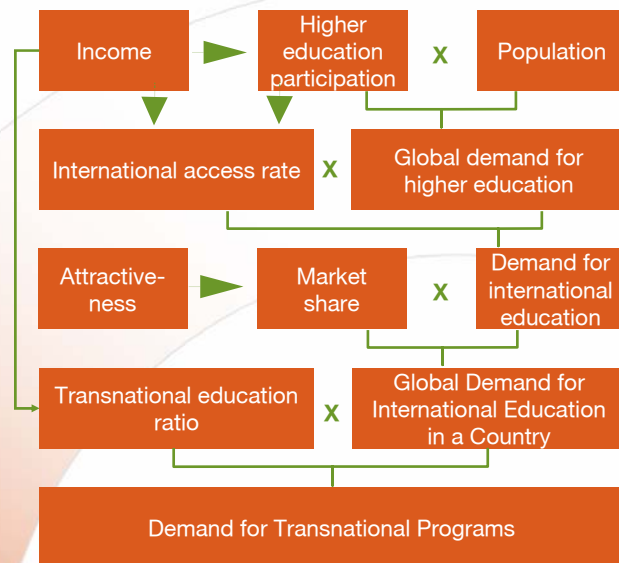 Income
Higher
education
participation
X
Population
International access rate
X
Global demand for
higher education
Attractive-
ness
Market
share
X
Demand for
international
education
Transnational education
ratio
X
Global Demand for
International Education
in a Country
Demand for Transnational Programs